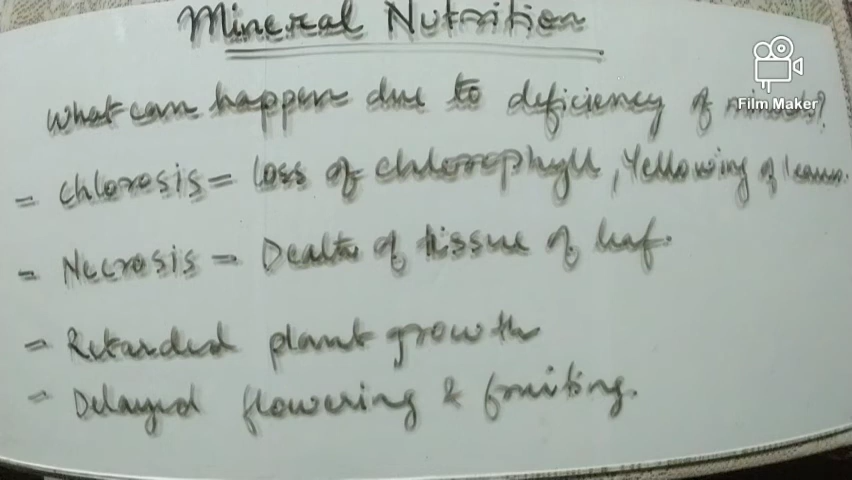 Mineral Nutrition
Film Maker
What can happen due to deficiency of minerals?
= Chlorosis = Loss of chlorophyll, Yellowing of leaves.
= Necrosis = Death of tissue of leaf.
= Retarded plant growth
= Delayed flowering & fruiting.